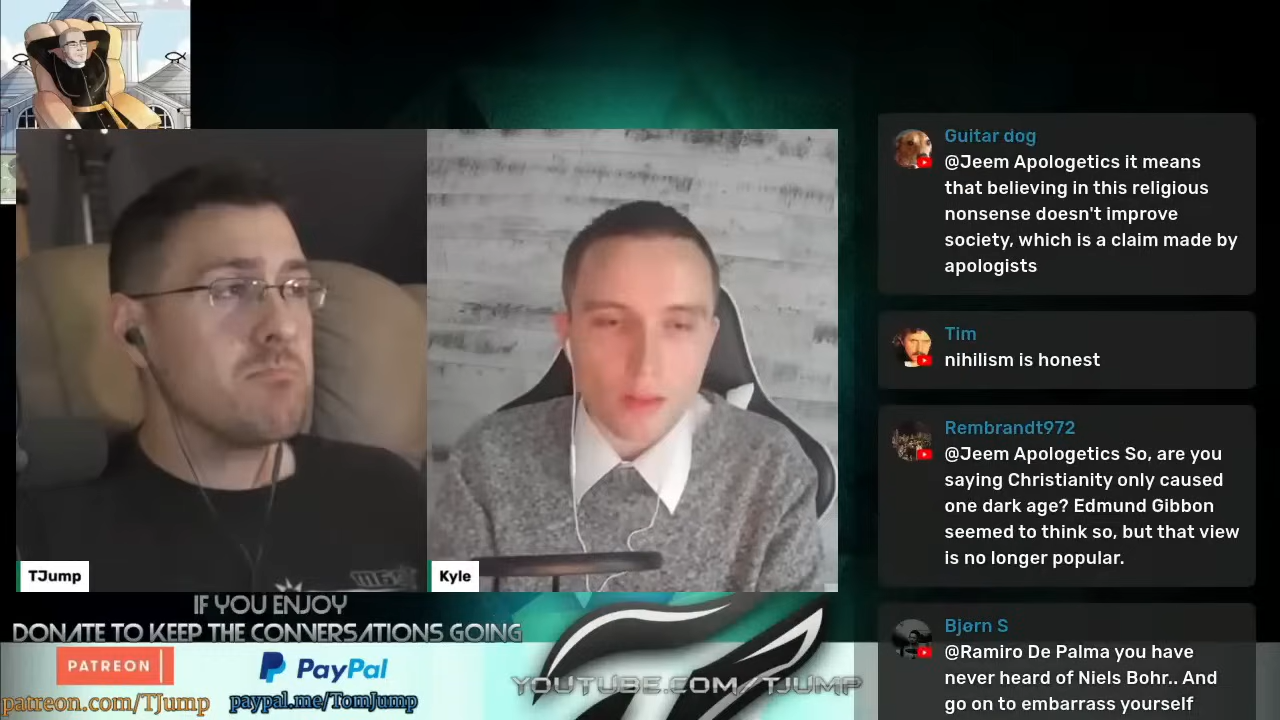 Guitar dog
@Jeem Apologetics it means
that believing in this religious
nonsense doesn't improve
society, which is a claim made by
apologists
Tim
nihilism is honest
Rembrandt972
@Jeem Apologetics So, are you
saying Christianity only caused
one dark age? Edmund Gibbon
seemed to think so, but that view
is no longer popular.
Bjørn S
@Ramiro De Palma you have
never heard of Niels Bohr.. And
go on to embarrass yourself
TJump
Kyle
IF YOU ENJOY
DONATE TO KEEP THE CONVERSATIONS GOING
PATREON
PayPal
patreon.com/TJump
paypal.me/TomJump
YOUTUBE.COM/TJUMP